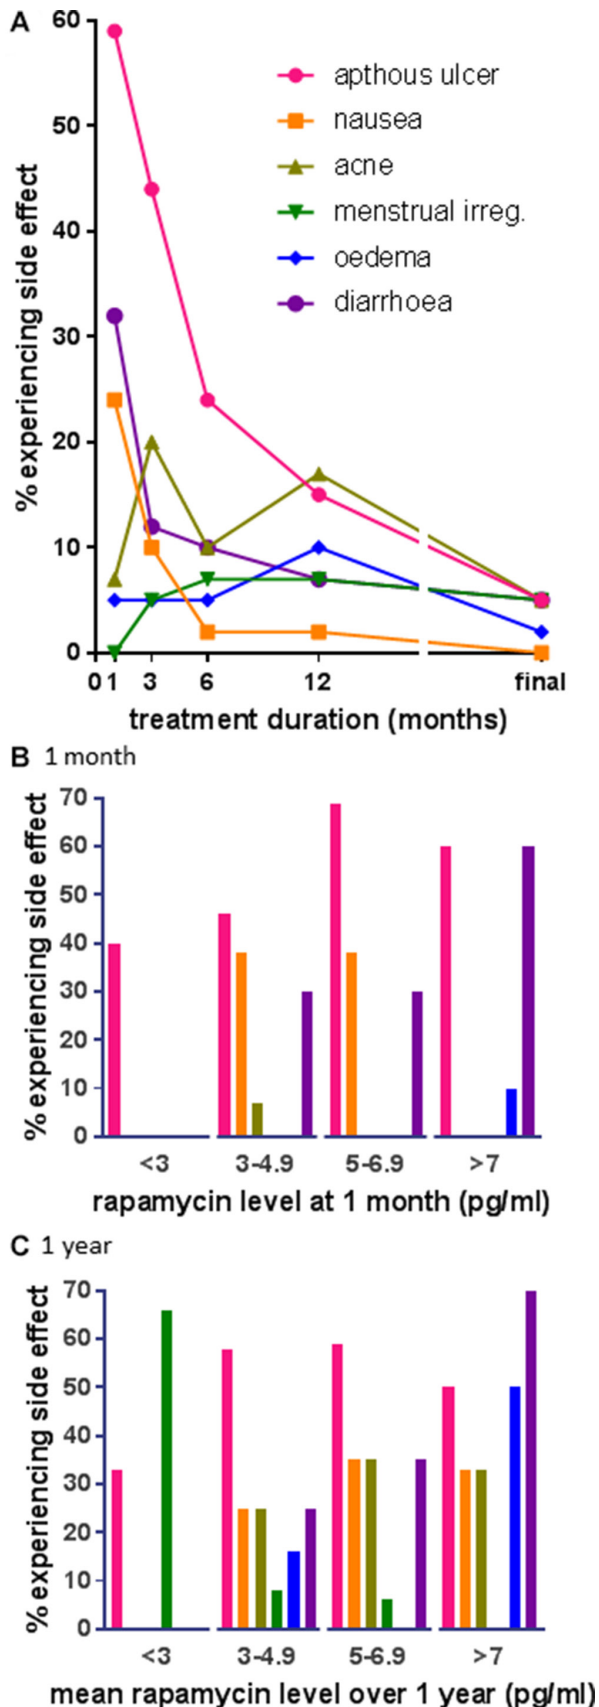 A
60
50
40
30
20
10
0
% experiencing side effect
apthous ulcer
nausea
acne
menstrual irreg.
oedema
diarrhoea
0 1 3 6 12 final
treatment duration (months)
B 1 month
70
60
50
40
30
20
10
0
% experiencing side effect
<3 3-4.9 5-6.9 >7
rapamycin level at 1 month (pg/ml)
C 1 year
70
60
50
40
30
20
10
0
% experiencing side effect
<3 3-4.9 5-6.9 >7
mean rapamycin level over 1 year (pg/ml)